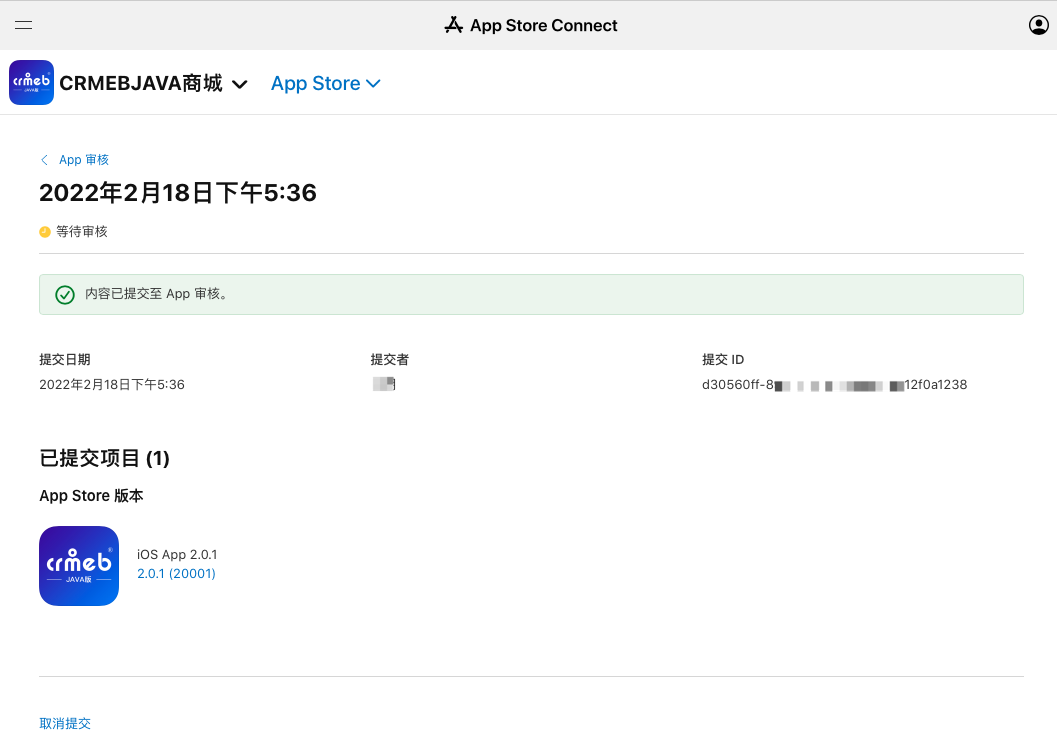 App Store Connect
crmeb
JAVA版
CRMEBJAVA商城
App Store
App 审核
2022年2月18日下午5:36
等待审核
内容已提交至 App 审核。
提交日期 提交者 提交 ID
2022年2月18日下午5:36 d30560ff-8 12f0a1238
已提交项目 (1)
App Store 版本
crmeb®
JAVA版
iOS App 2.0.1
2.0.1 (20001)
取消提交